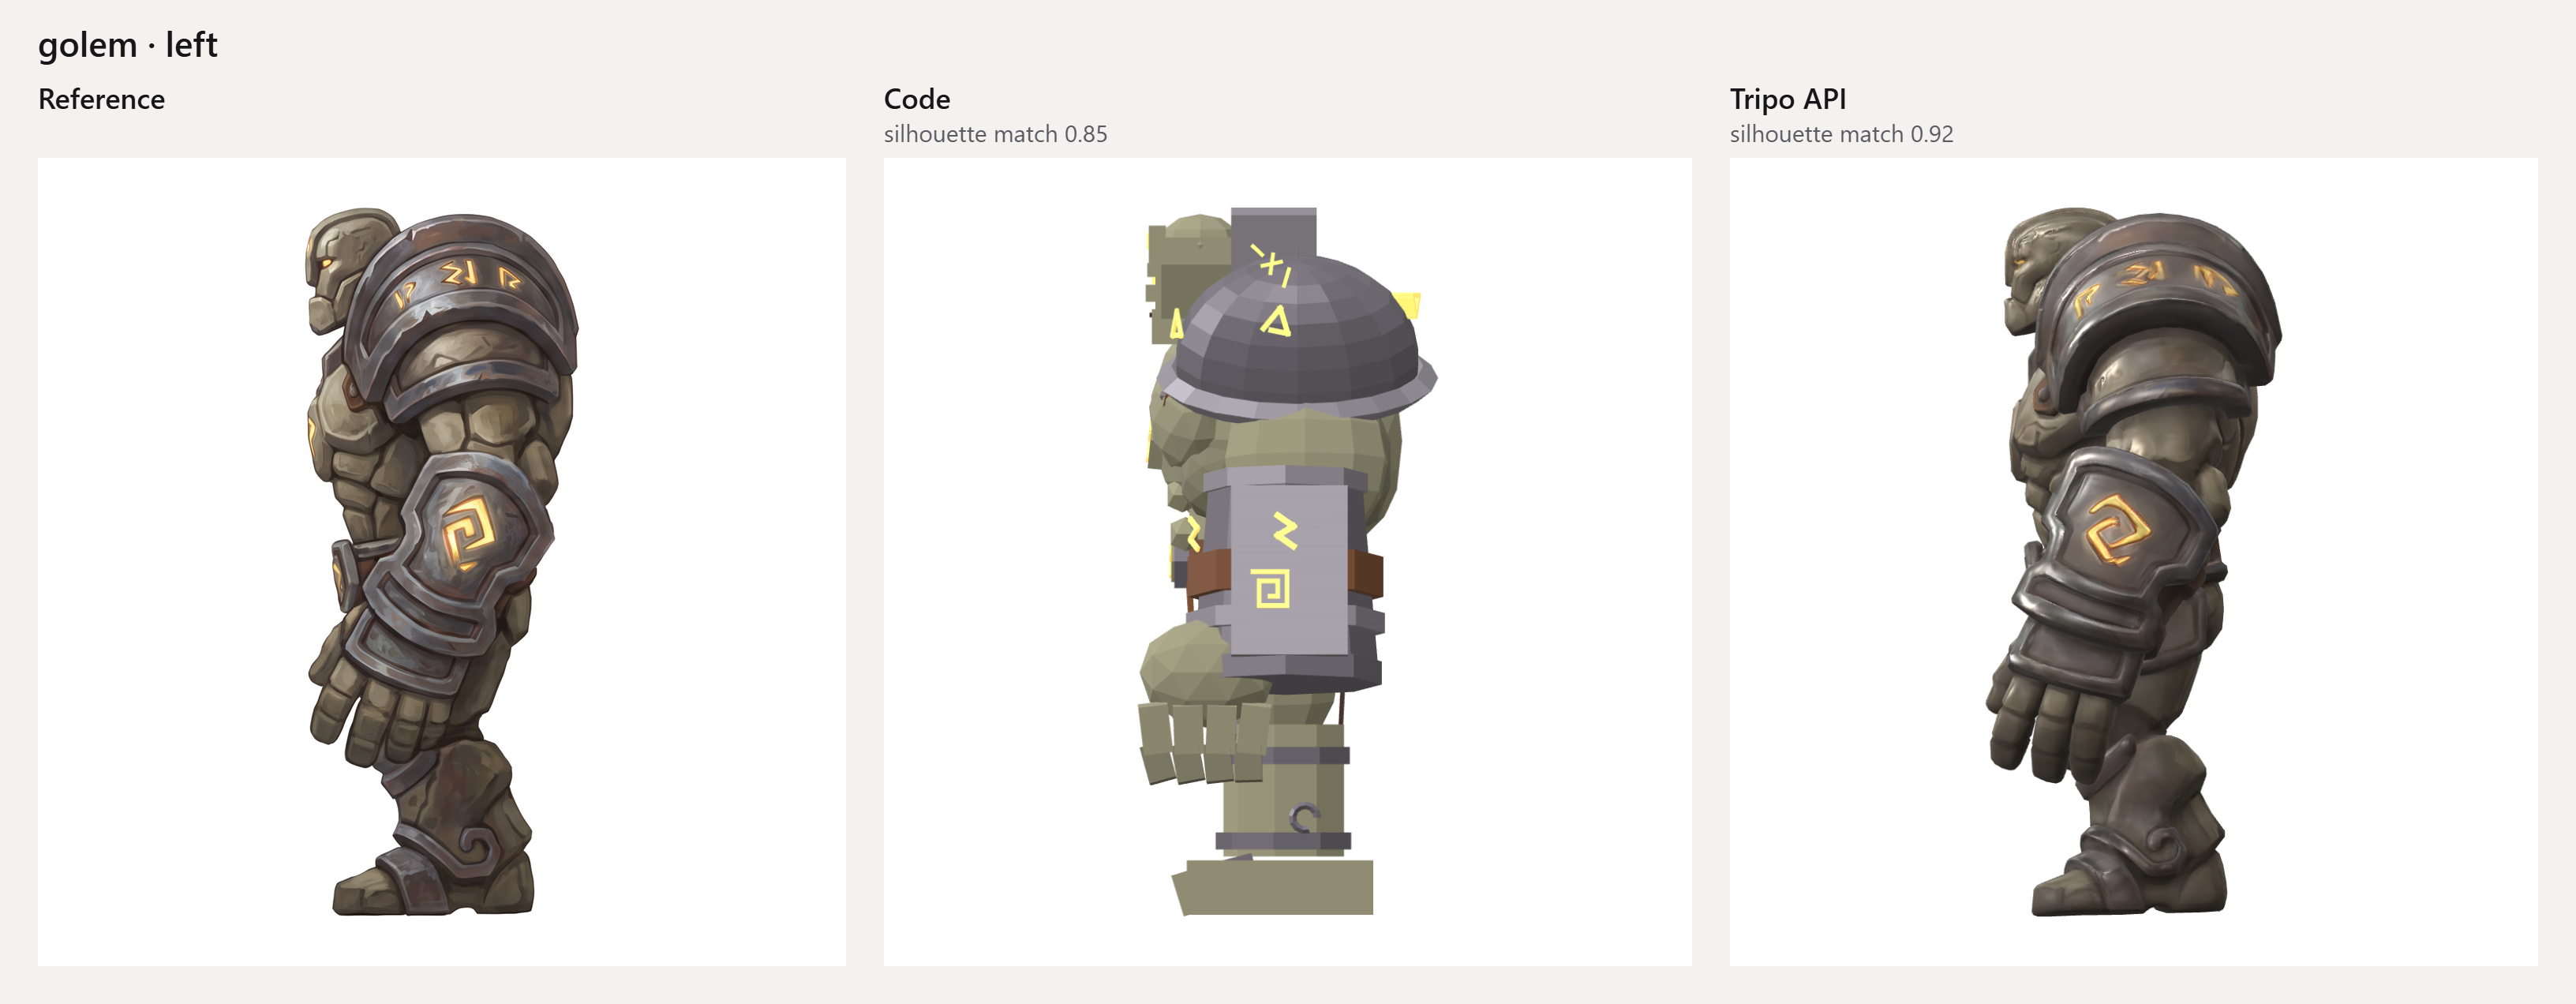 golem · left
Reference
Code
Tripo API
silhouette match 0.85
silhouette match 0.92